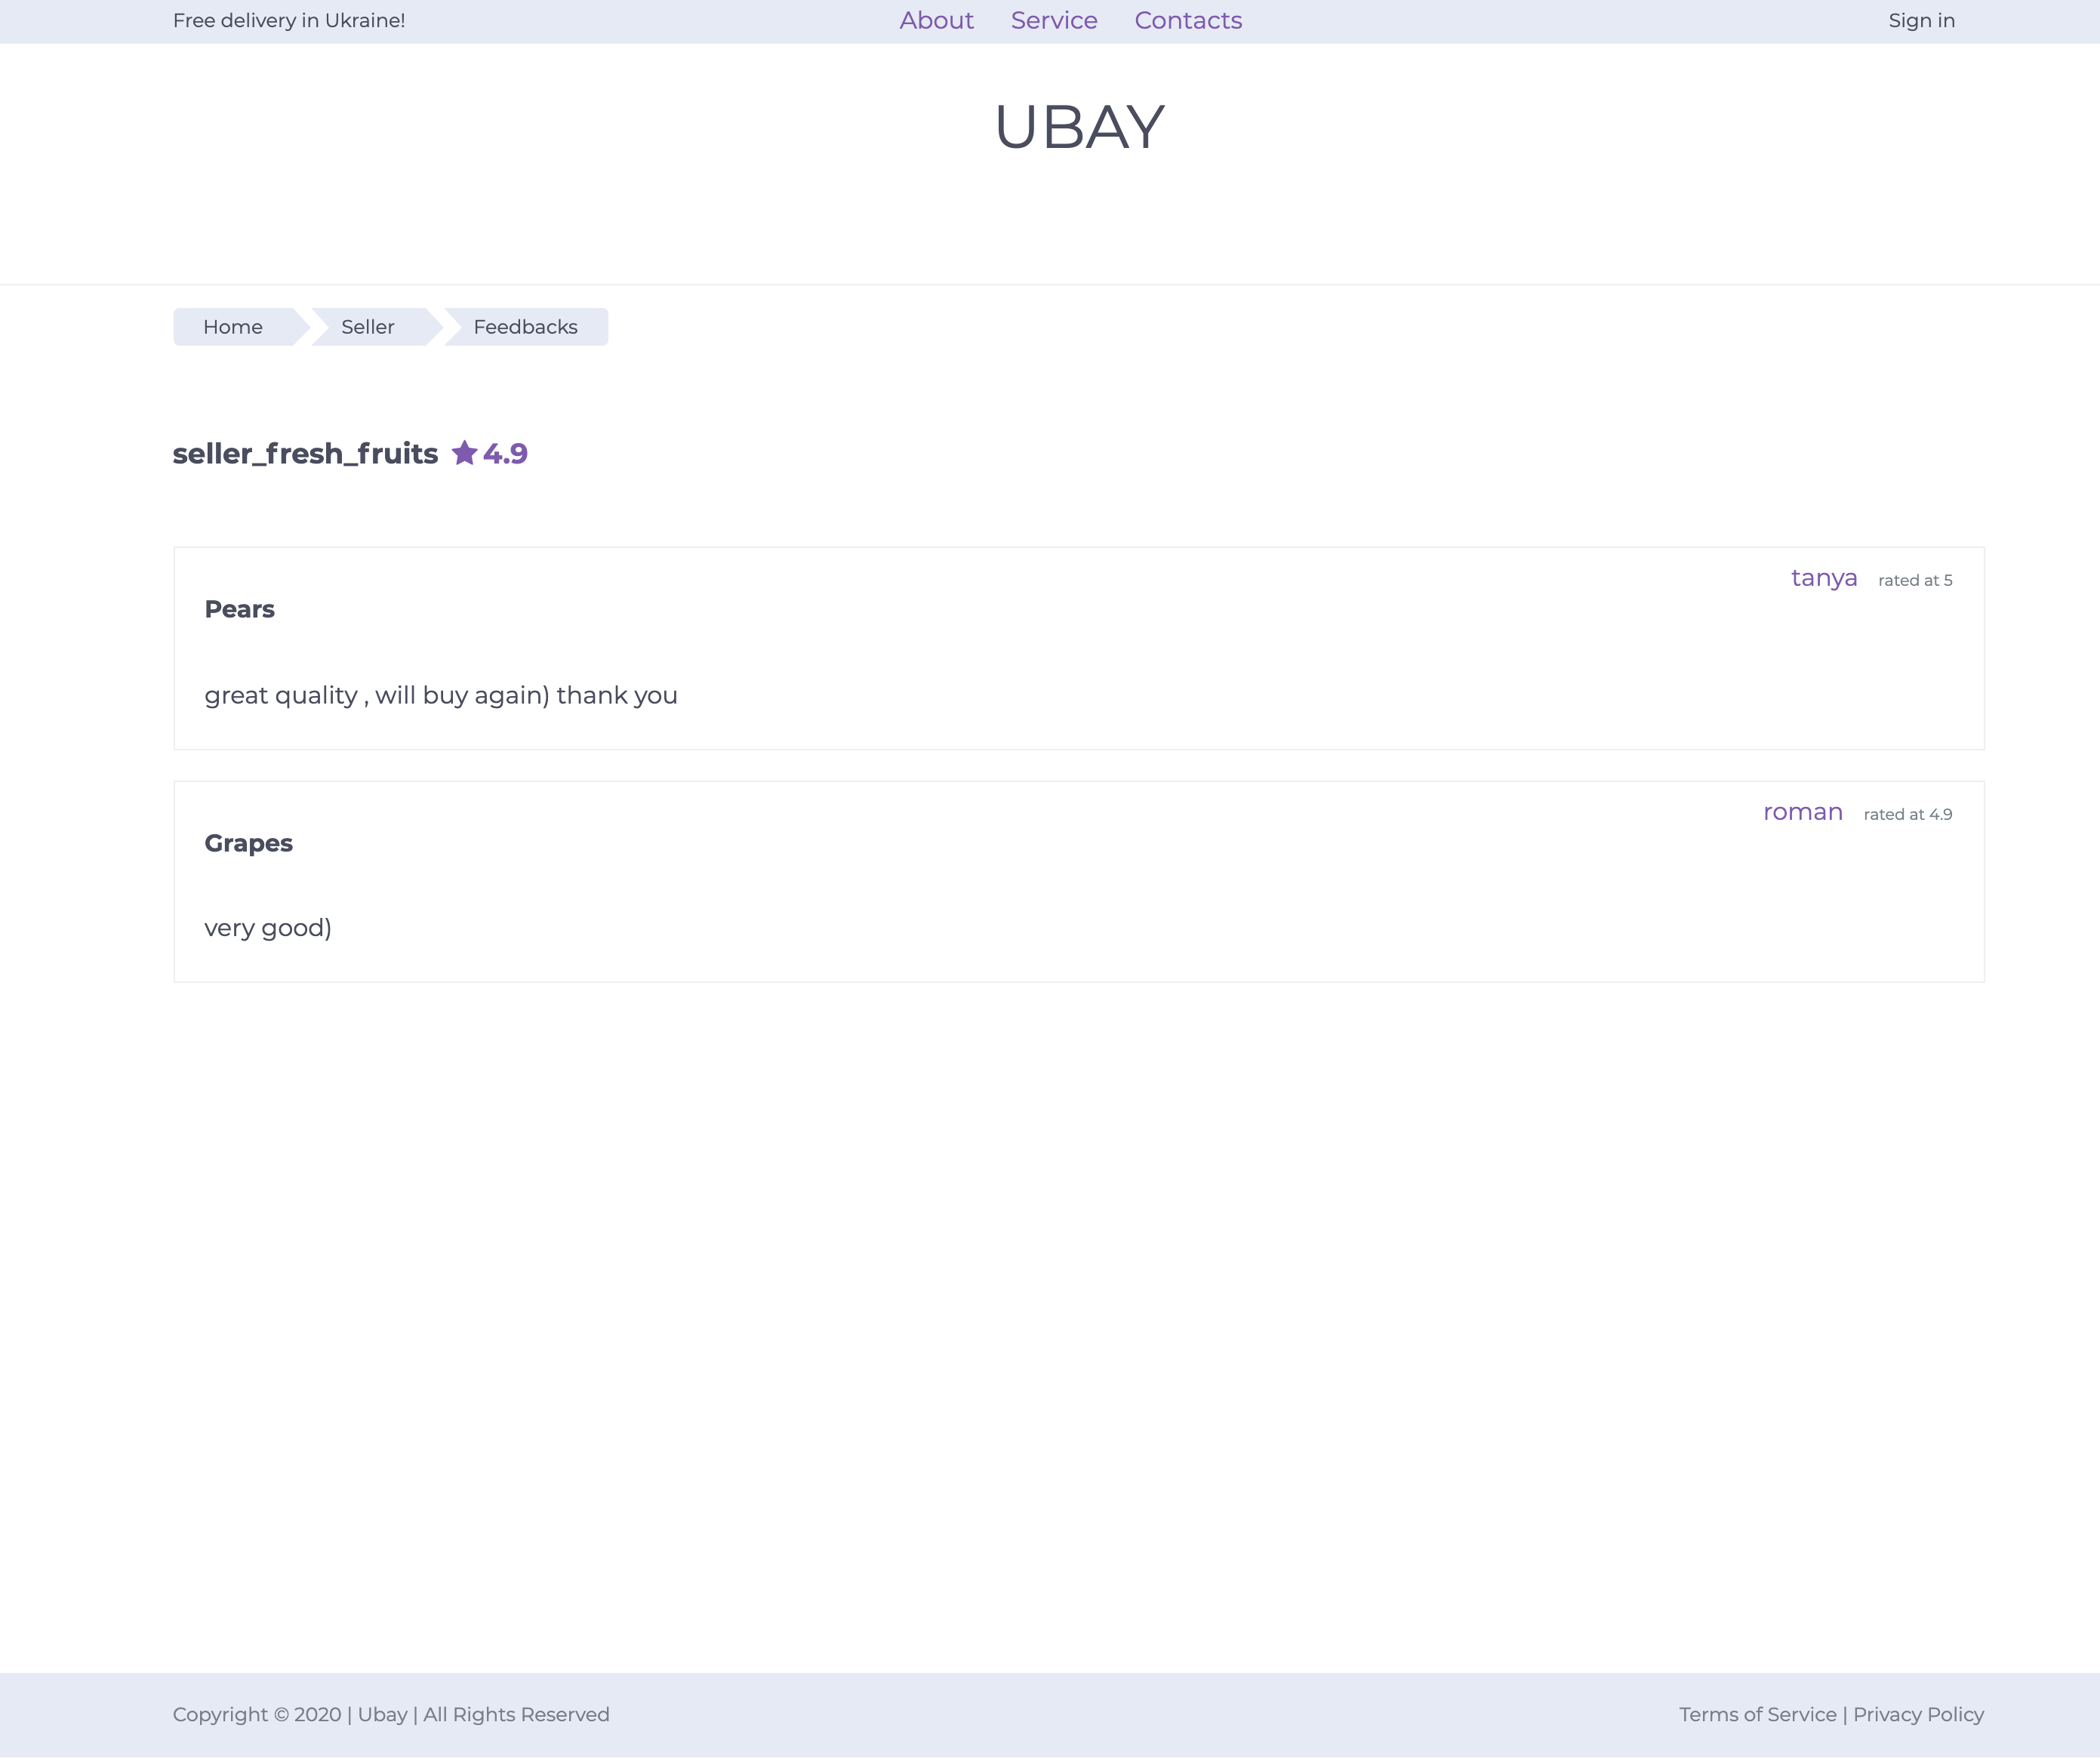 Free delivery in Ukraine! About Service Contacts Sign in
UBAY
Home Seller Feedbacks
seller_fresh_fruits 4.9
tanya rated at 5
Pears
great quality , will buy again) thank you
roman rated at 4.9
Grapes
very good)
Copyright © 2020 | Ubay | All Rights Reserved Terms of Service | Privacy Policy